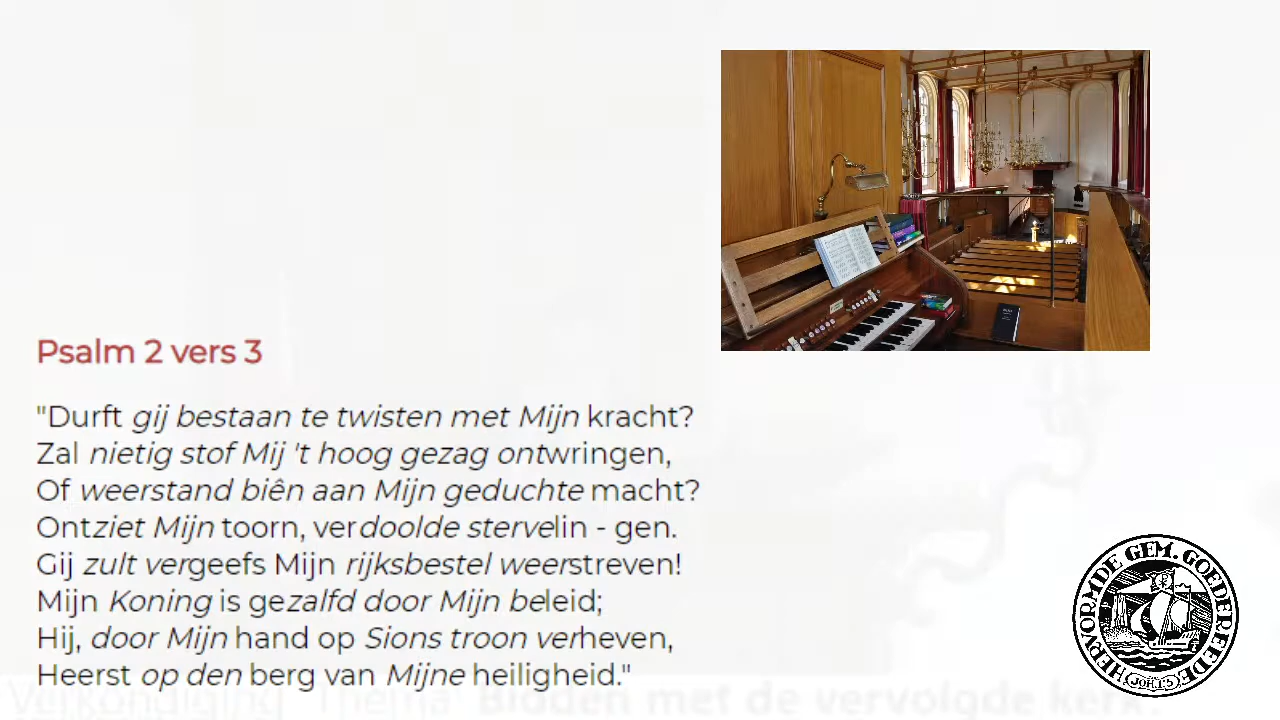 Psalm 2 vers 3
"Durft gij bestaan te twisten met Mijn kracht?
Zal nietig stof Mij 't hoog gezag ontwringen,
Of weerstand biên aan Mijn geduchte macht?
Ontziet Mijn toorn, verdoolde stervelin - gen.
Gij zult vergeefs Mijn rijksbestel weerstreven!
Mijn Koning is gezalfd door Mijn beleid;
Hij, door Mijn hand op Sions troon verheven,
Heerst op den berg van Mijne heiligheid."
HERVORMDE GEM. GOEDEREEDE
JOH.1:5
Verkondiging Thema: Bidden met de vervolgde kerk